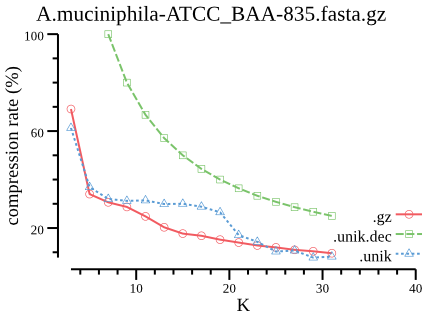 A.muciniphila-ATCC_BAA-835.fasta.gz
100
60
20
compression rate (%)
10
20
30
40
K
.gz
.unik.dec
.unik